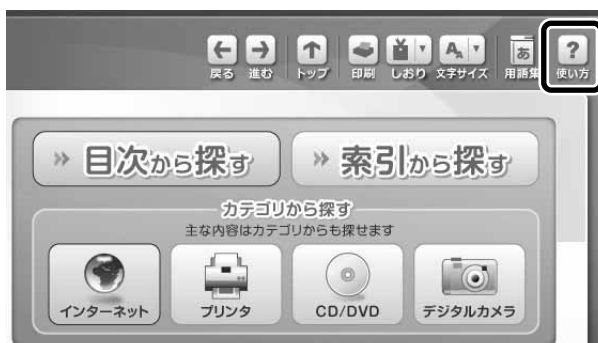 戻る 進む トップ 印刷 しおり 文字サイズ 用語集 使い方
目次から探す 索引から探す
カテゴリから探す
主な内容はカテゴリからも探せます
インターネット プリンタ CD/DVD デジタルカメラ